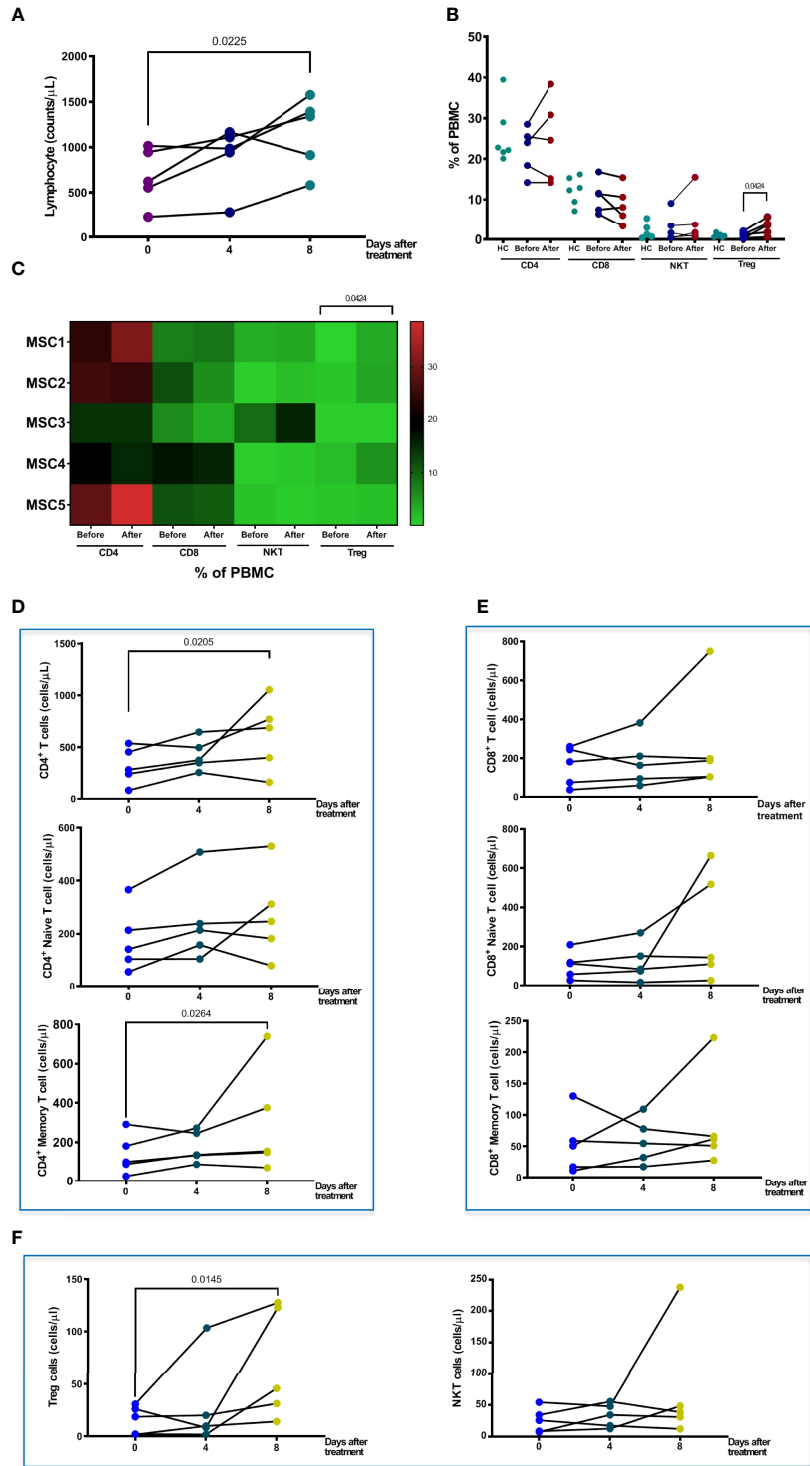 A
0.0225
2000
1500
1000
500
0
Lymphocyte (counts/µL)
0 4 8
Days after
treatment
B
50
40
30
20
10
0
% of PBMC
0.0424
HC Before After HC Before After HC Before After HC Before After
CD4 CD8 NKT Treg
C
0.0424
MSC1
MSC2
MSC3
MSC4
MSC5
30
20
10
Before After Before After Before After Before After
CD4 CD8 NKT Treg
% of PBMC
D
0.0205
1500
1000
500
0
CD4+ T cells (cells/µL)
0 4 8
Days after
treatment
600
400
200
0
CD4+ Naive T cell (cells/µl)
0 4 8
Days after
treatment
0.0264
800
600
400
200
0
CD4+ Memory T cell (cells/µl)
0 4 8
Days after
treatment
E
800
600
400
200
0
CD8+ T cell (cells/µl)
0 4 8
Days after
treatment
800
600
400
200
0
CD8+ Naive T cell (cells/µl)
0 4 8
Days after
treatment
250
200
150
100
50
0
CD8+ Memory T cell (cells/µl)
0 4 8
Days after
treatment
F
0.0145
150
100
50
0
Treg cells (cells/µl)
0 4 8
Days after
treatment
250
200
150
100
50
0
NKT cells (cells/µl)
0 4 8
Days after
treatment